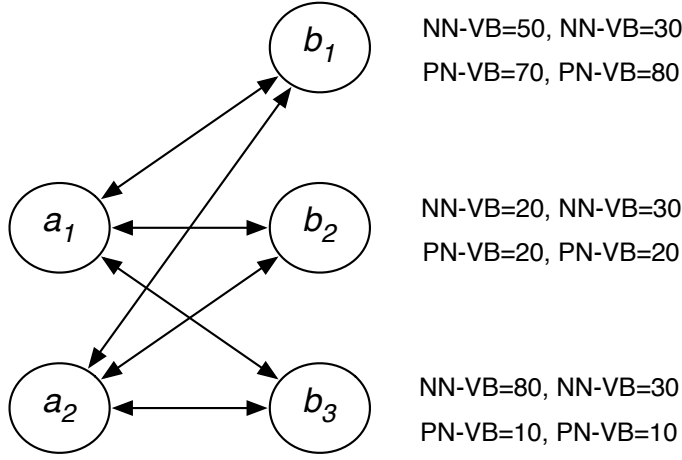 b1
NN-VB=50, NN-VB=30
PN-VB=70, PN-VB=80
a1
b2
NN-VB=20, NN-VB=30
PN-VB=20, PN-VB=20
a2
b3
NN-VB=80, NN-VB=30
PN-VB=10, PN-VB=10